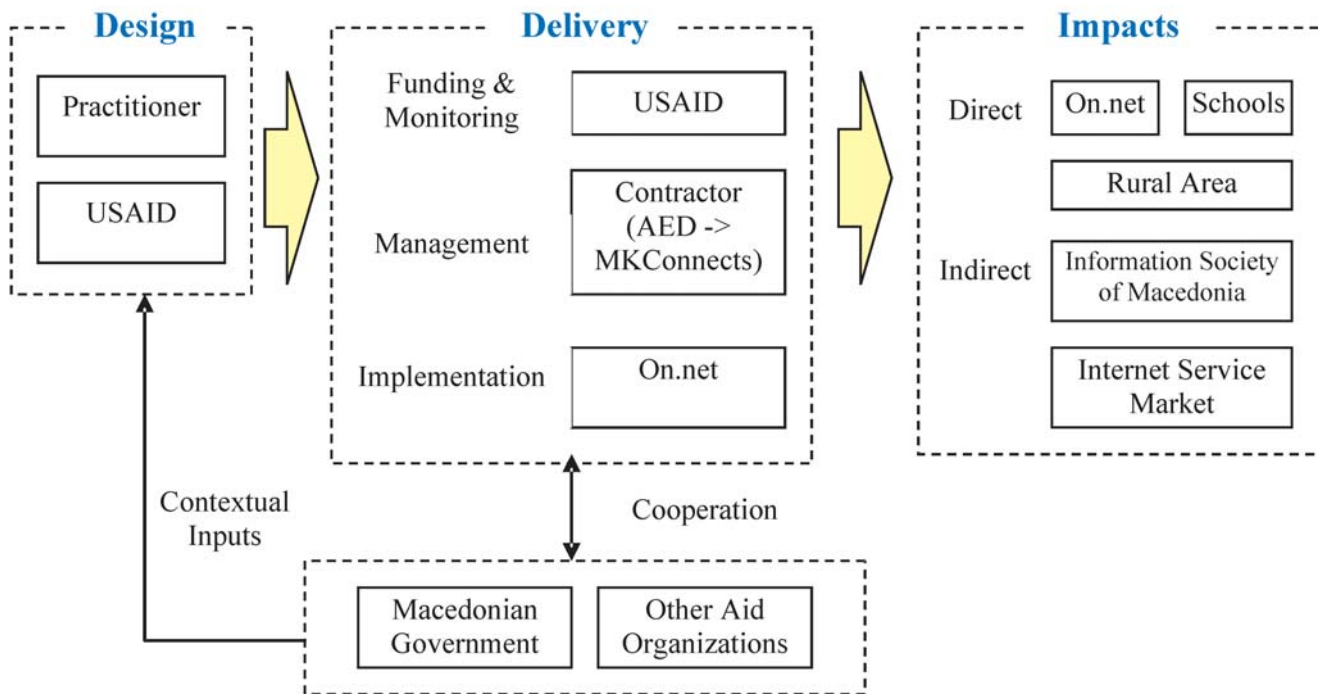 Design
Practitioner
USAID
Delivery
Funding &
Monitoring
USAID
Management
Contractor
(AED ->
MKConnects)
Implementation
On.net
Impacts
Direct
On.net
Schools
Rural Area
Indirect
Information Society
of Macedonia
Internet Service
Market
Contextual
Inputs
Cooperation
Macedonian
Government
Other Aid
Organizations